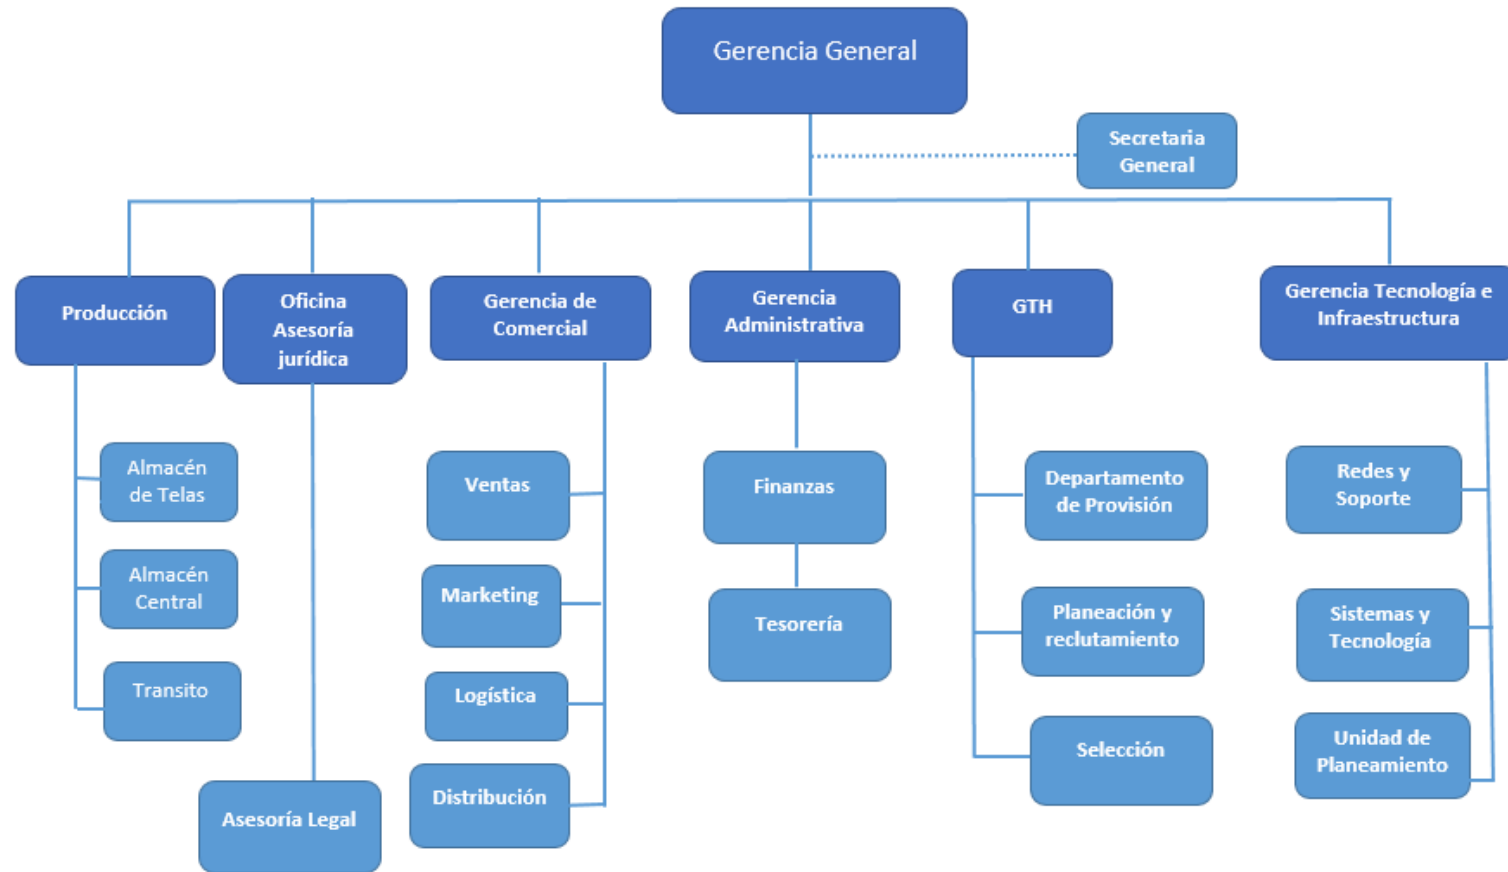 Gerencia General
Secretaria
General
Producción
Oficina
Asesoría
jurídica
Gerencia de
Comercial
Gerencia
Administrativa
GTH
Gerencia Tecnología e
Infraestructura
Almacén
de Telas
Almacén
Central
Transito
Asesoría Legal
Ventas
Marketing
Logística
Distribución
Finanzas
Tesorería
Departamento
de Provisión
Planeación y
reclutamiento
Selección
Redes y
Soporte
Sistemas y
Tecnología
Unidad de
Planeamiento